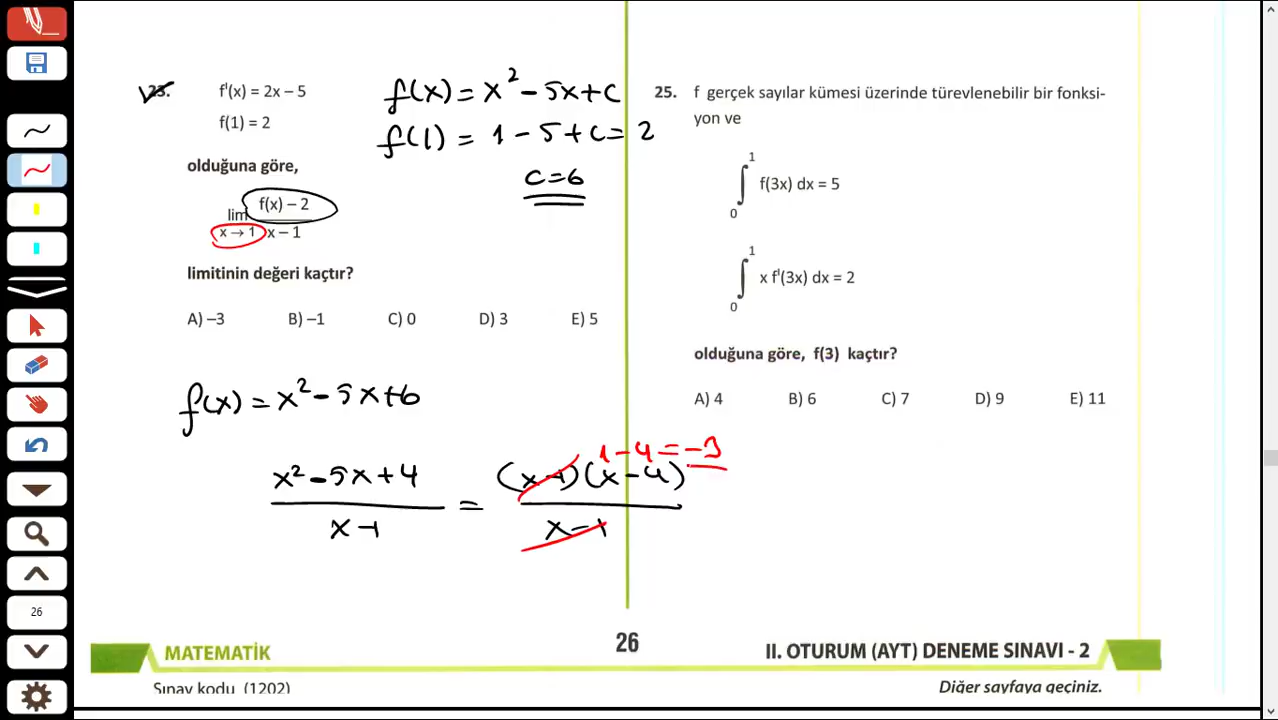 23.
f'(x) = 2x – 5
f(1) = 2
olduğuna göre,
lim f(x) – 2
x → 1 x – 1
limitinin değeri kaçtır?
A) –3 B) –1 C) 0 D) 3 E) 5
f(x) = x² – 5x + c
f(1) = 1 – 5 + c = 2
c = 6
f(x) = x² – 5x + 6
1 – 4 = –3
x² – 5x + 4 = (x – 1)(x – 4)
x – 1 x – 1
25. f gerçek sayılar kümesi üzerinde türevlenebilir bir fonksi-
yon ve
1
∫ f(3x) dx = 5
0
1
∫ x f'(3x) dx = 2
0
olduğuna göre, f(3) kaçtır?
A) 4 B) 6 C) 7 D) 9 E) 11
26
MATEMATİK 26 II. OTURUM (AYT) DENEME SINAVI - 2
Sınav kodu (1202) Diğer sayfaya geçiniz.